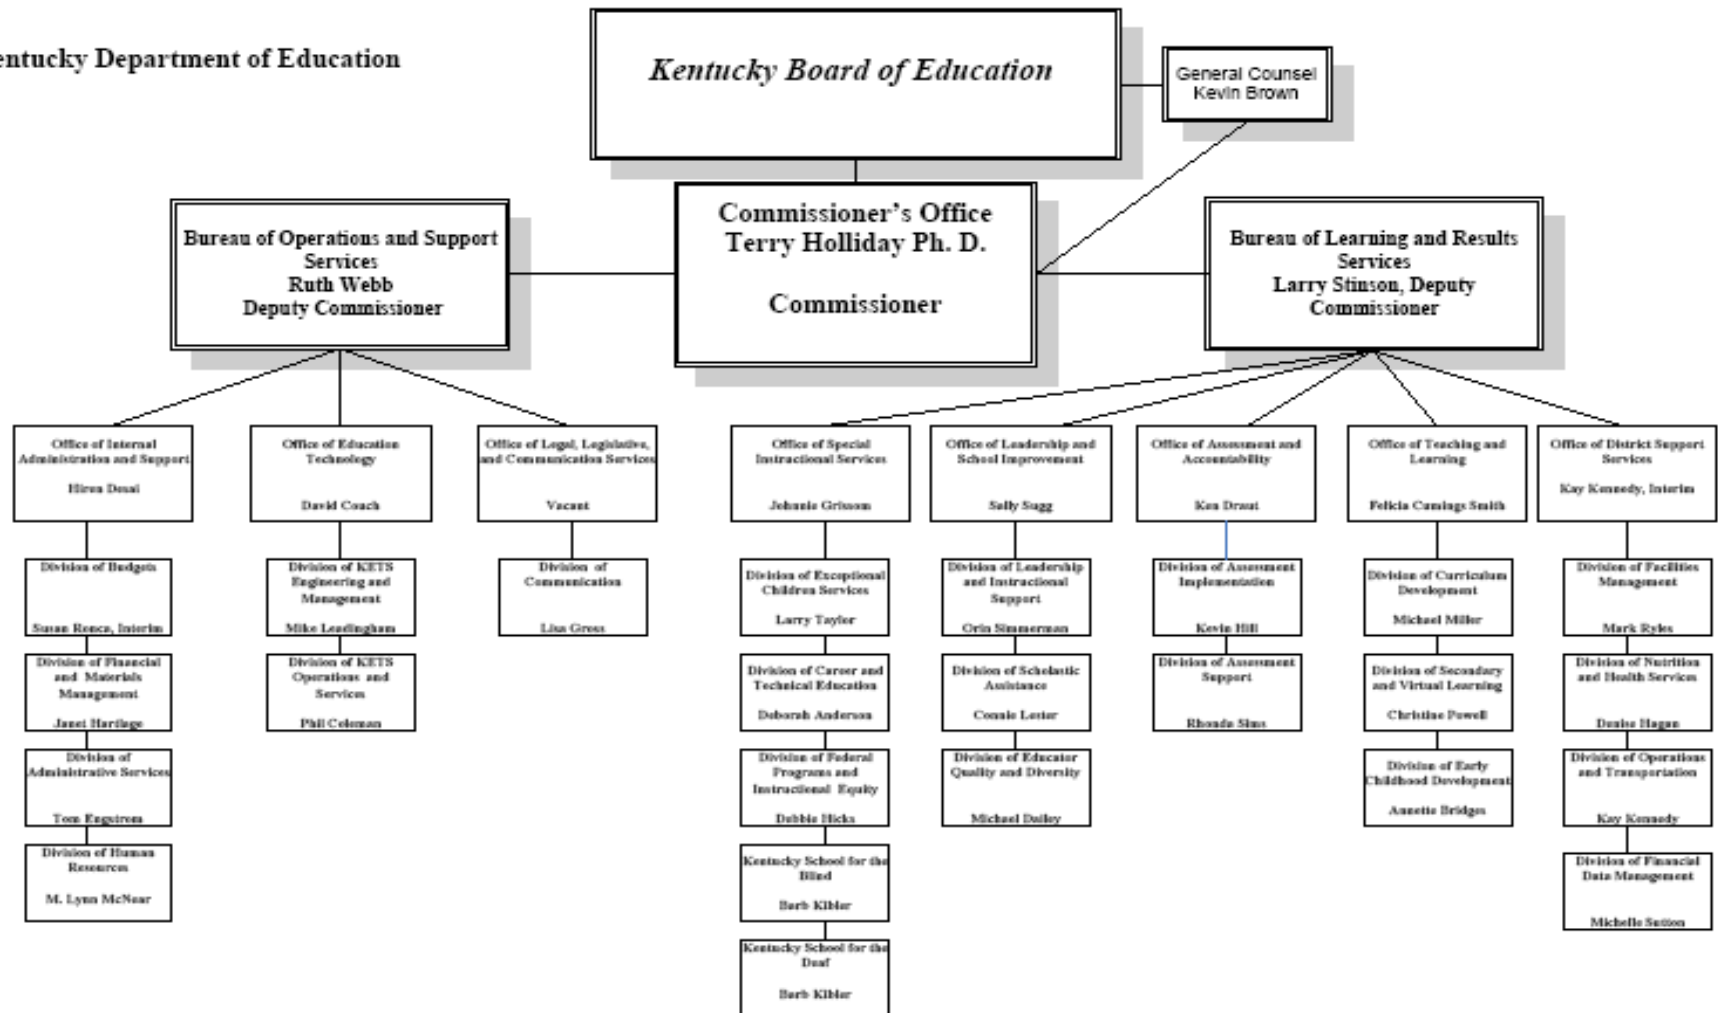 entucky Department of Education
Kentucky Board of Education
General Counsel
Kevin Brown
Commissioner's Office
Terry Holliday Ph. D.
Commissioner
Bureau of Operations and Support
Services
Ruth Webb
Deputy Commissioner
Bureau of Learning and Results
Services
Larry Stinson, Deputy
Commissioner
Office of Internal
Administration and Support
Hiren Desai
Office of Education
Technology
David Couch
Office of Legal, Legislative,
and Communication Services
Vacant
Office of Special
Instructional Services
Johnnie Grissom
Office of Leadership and
School Improvement
Sally Sugg
Office of Assessment and
Accountability
Ken Draut
Office of Teaching and
Learning
Felicia Cumings Smith
Office of District Support
Services
Kay Kennedy, Interim
Division of Budgets
Susan Ronca, Interim
Division of Financial
and Materials
Management
Janet Hartlage
Division of
Administrative Services
Tom Engstrom
Division of Human
Resources
M. Lynn McNear
Division of KETS
Engineering and
Management
Mike Leadingham
Division of KETS
Operations and
Services
Phil Coleman
Division of
Communication
Lisa Gross
Division of Exceptional
Children Services
Larry Taylor
Division of Career and
Technical Education
Deborah Anderson
Division of Federal
Programs and
Instructional Equity
Debbie Hicks
Kentucky School for the
Blind
Barb Kibler
Kentucky School for the
Deaf
Barb Kibler
Division of Leadership
and Instructional
Support
Orin Simmerman
Division of Scholastic
Assistance
Connie Lester
Division of Educator
Quality and Diversity
Michael Dailey
Division of Assessment
Implementation
Kevin Hill
Division of Assessment
Support
Rhonda Sims
Division of Curriculum
Development
Michael Miller
Division of Secondary
and Virtual Learning
Christine Powell
Division of Early
Childhood Development
Annette Bridges
Division of Facilities
Management
Mark Ryles
Division of Nutrition
and Health Services
Denise Hagan
Division of Operations
and Transportation
Kay Kennedy
Division of Financial
Data Management
Michelle Sutton